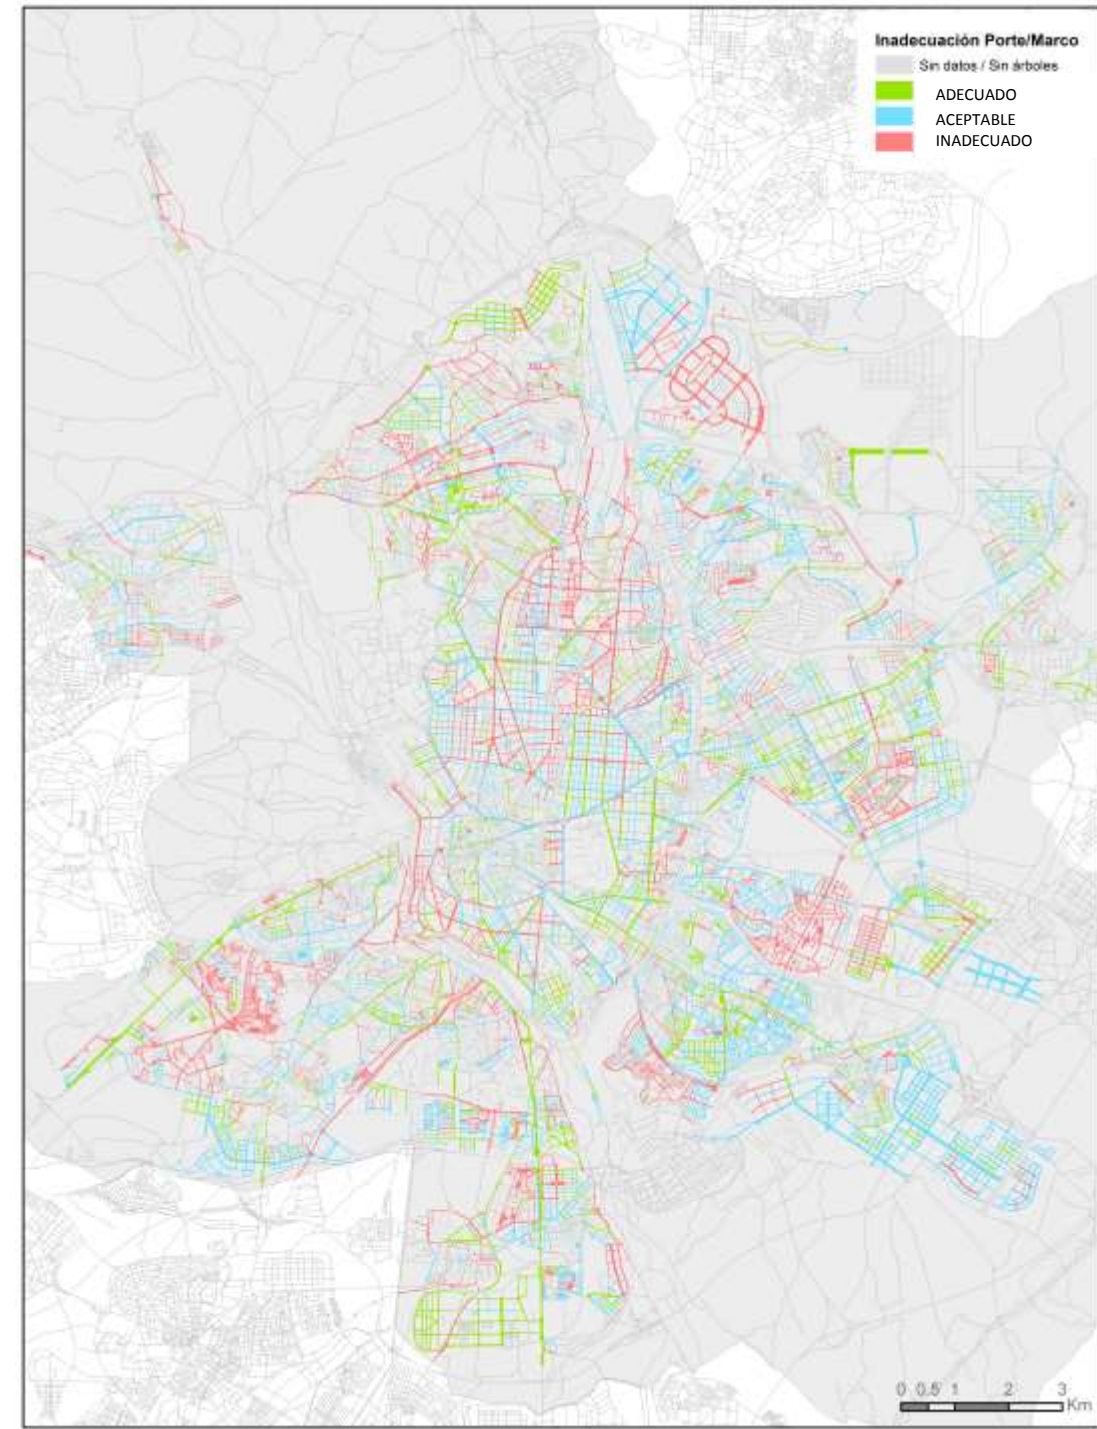 Inadecuación Porte/Marco
Sin datos / Sin árboles
ADECUADO
ACEPTABLE
INADECUADO
0 0.5 1 2 3
Km